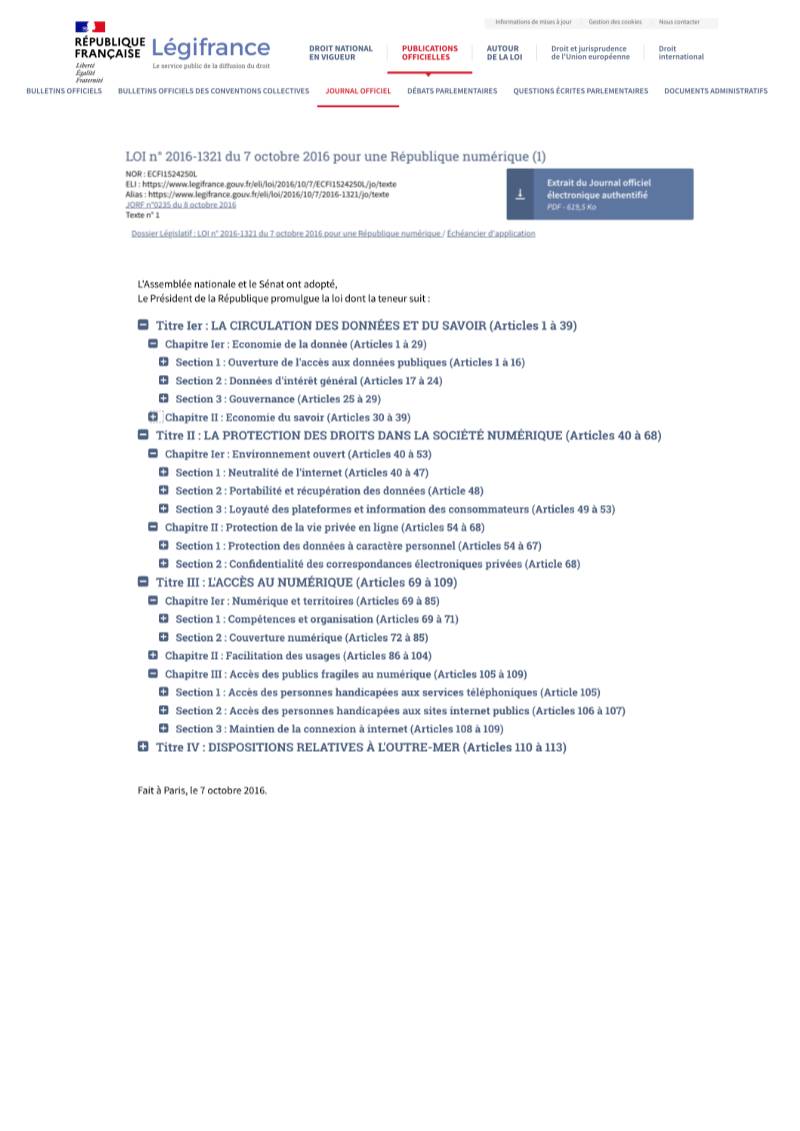 Informations de mises à jour Gestion des cookies Nous contacter
RÉPUBLIQUE
FRANÇAISE
Liberté
Égalité
Fraternité
Légifrance
Le service public de la diffusion du droit
DROIT NATIONAL
EN VIGUEUR
PUBLICATIONS
OFFICIELLES
AUTOUR
DE LA LOI
Droit et jurisprudence
de l'Union européenne
Droit
international
BULLETINS OFFICIELS BULLETINS OFFICIELS DES CONVENTIONS COLLECTIVES JOURNAL OFFICIEL DÉBATS PARLEMENTAIRES QUESTIONS ÉCRITES PARLEMENTAIRES DOCUMENTS ADMINISTRATIFS
LOI n° 2016-1321 du 7 octobre 2016 pour une République numérique (1)
NOR : ECFI1524250L
ELI : https://www.legifrance.gouv.fr/eli/loi/2016/10/7/ECFI1524250L/jo/texte
Alias : https://www.legifrance.gouv.fr/eli/loi/2016/10/7/2016-1321/jo/texte
JORF n°0235 du 8 octobre 2016
Texte n° 1
Extrait du Journal officiel
électronique authentifié
PDF - 629,5 Ko
Dossier Législatif : LOI n° 2016-1321 du 7 octobre 2016 pour une République numérique / Echéancier d'application
L'Assemblée nationale et le Sénat ont adopté,
Le Président de la République promulgue la loi dont la teneur suit :
Titre Ier : LA CIRCULATION DES DONNÉES ET DU SAVOIR (Articles 1 à 39)
Chapitre Ier : Economie de la donnée (Articles 1 à 29)
Section 1 : Ouverture de l'accès aux données publiques (Articles 1 à 16)
Section 2 : Données d'intérêt général (Articles 17 à 24)
Section 3 : Gouvernance (Articles 25 à 29)
Chapitre II : Economie du savoir (Articles 30 à 39)
Titre II : LA PROTECTION DES DROITS DANS LA SOCIÉTÉ NUMÉRIQUE (Articles 40 à 68)
Chapitre Ier : Environnement ouvert (Articles 40 à 53)
Section 1 : Neutralité de l'internet (Articles 40 à 47)
Section 2 : Portabilité et récupération des données (Article 48)
Section 3 : Loyauté des plateformes et information des consommateurs (Articles 49 à 53)
Chapitre II : Protection de la vie privée en ligne (Articles 54 à 68)
Section 1 : Protection des données à caractère personnel (Articles 54 à 67)
Section 2 : Confidentialité des correspondances électroniques privées (Article 68)
Titre III : L'ACCÈS AU NUMÉRIQUE (Articles 69 à 109)
Chapitre Ier : Numérique et territoires (Articles 69 à 85)
Section 1 : Compétences et organisation (Articles 69 à 71)
Section 2 : Couverture numérique (Articles 72 à 85)
Chapitre II : Facilitation des usages (Articles 86 à 104)
Chapitre III : Accès des publics fragiles au numérique (Articles 105 à 109)
Section 1 : Accès des personnes handicapées aux services téléphoniques (Article 105)
Section 2 : Accès des personnes handicapées aux sites internet publics (Articles 106 à 107)
Section 3 : Maintien de la connexion à internet (Articles 108 à 109)
Titre IV : DISPOSITIONS RELATIVES À L'OUTRE-MER (Articles 110 à 113)
Fait à Paris, le 7 octobre 2016.